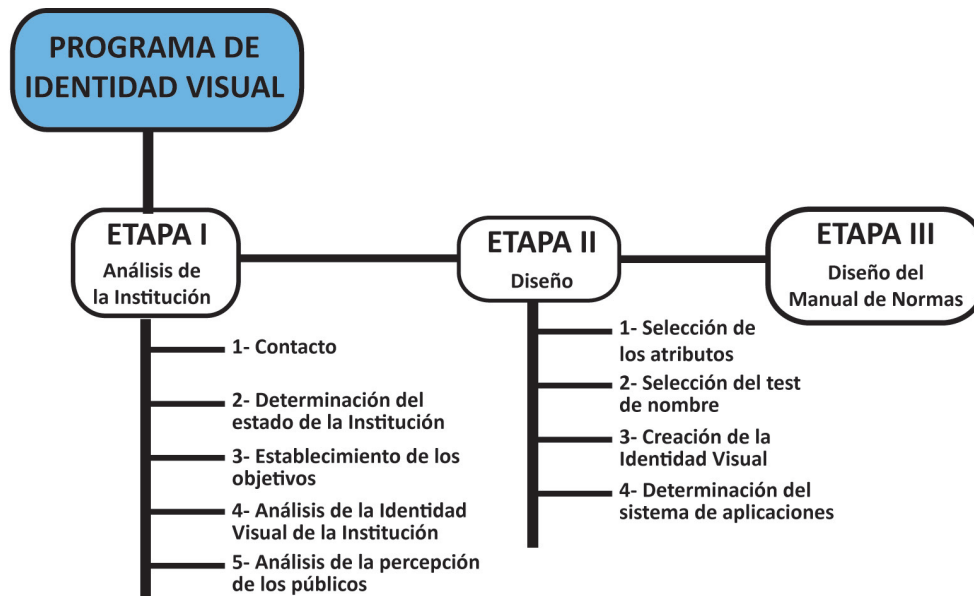 PROGRAMA DE
IDENTIDAD VISUAL
ETAPA I
Análisis de
la Institución
1- Contacto
2- Determinación del
estado de la Institución
3- Establecimiento de los
objetivos
4- Análisis de la Identidad
Visual de la Institución
5- Análisis de la percepción
de los públicos
ETAPA II
Diseño
1- Selección de
los atributos
2- Selección del test
de nombre
3- Creación de la
Identidad Visual
4- Determinación del
sistema de aplicaciones
ETAPA III
Diseño del
Manual de Normas